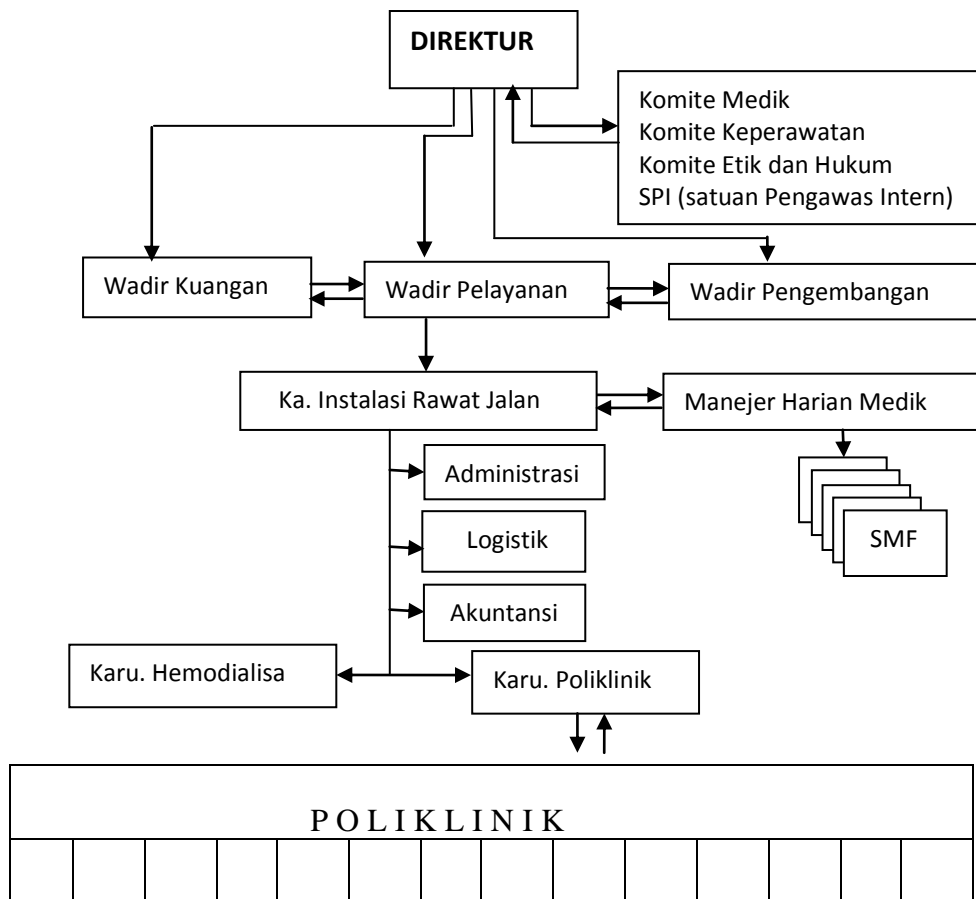 DIREKTUR
Komite Medik
Komite Keperawatan
Komite Etik dan Hukum
SPI (satuan Pengawas Intern)
Wadir Kuangan
Wadir Pelayanan
Wadir Pengembangan
Ka. Instalasi Rawat Jalan
Manejer Harian Medik
Administrasi
Logistik
SMF
Akuntansi
Karu. Hemodialisa
Karu. Poliklinik
P O L I K L I N I K